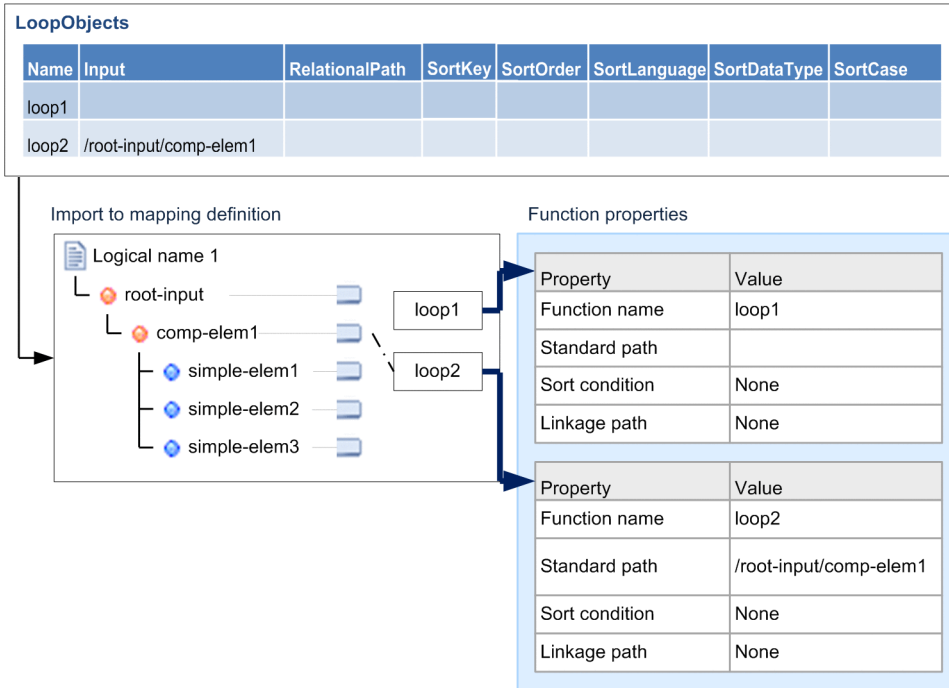 LoopObjects
Name Input RelationalPath SortKey SortOrder SortLanguage SortDataType SortCase
loop1
loop2 /root-input/comp-elem1
Import to mapping definition
Logical name 1
root-input
comp-elem1
simple-elem1
simple-elem2
simple-elem3
loop1
loop2
Function properties
Property Value
Function name loop1
Standard path
Sort condition None
Linkage path None
Property Value
Function name loop2
Standard path /root-input/comp-elem1
Sort condition None
Linkage path None